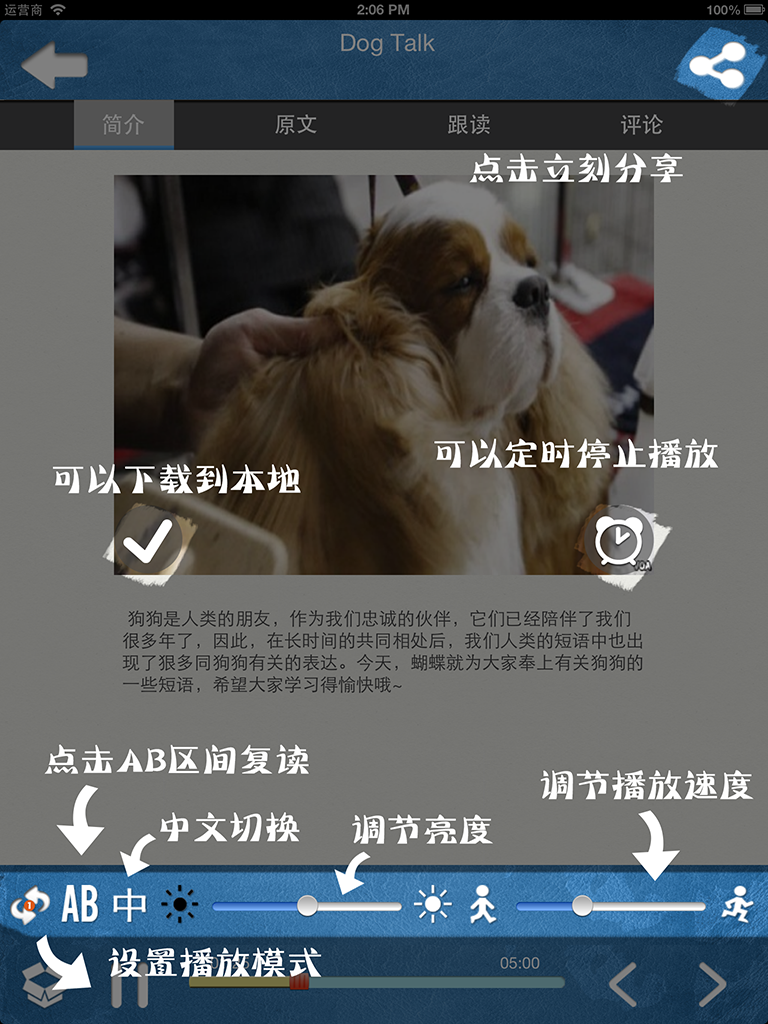 运营商 2:06 PM 100%
Dog Talk
简介 原文 跟读 评论
点击立刻分享
可以定时停止播放
可以下载到本地
狗狗是人类的朋友，作为我们忠诚的伙伴，它们已经陪伴了我们
很多年了，因此，在长时间的共同相处后，我们人类的短语中也出
现了狠多同狗狗有关的表达。今天，蝴蝶就为大家奉上有关狗狗的
一些短语，希望大家学习得愉快哦~
点击AB区间复读
调节播放速度
中文切换
调节亮度
1 AB 中
设置播放模式
05:00